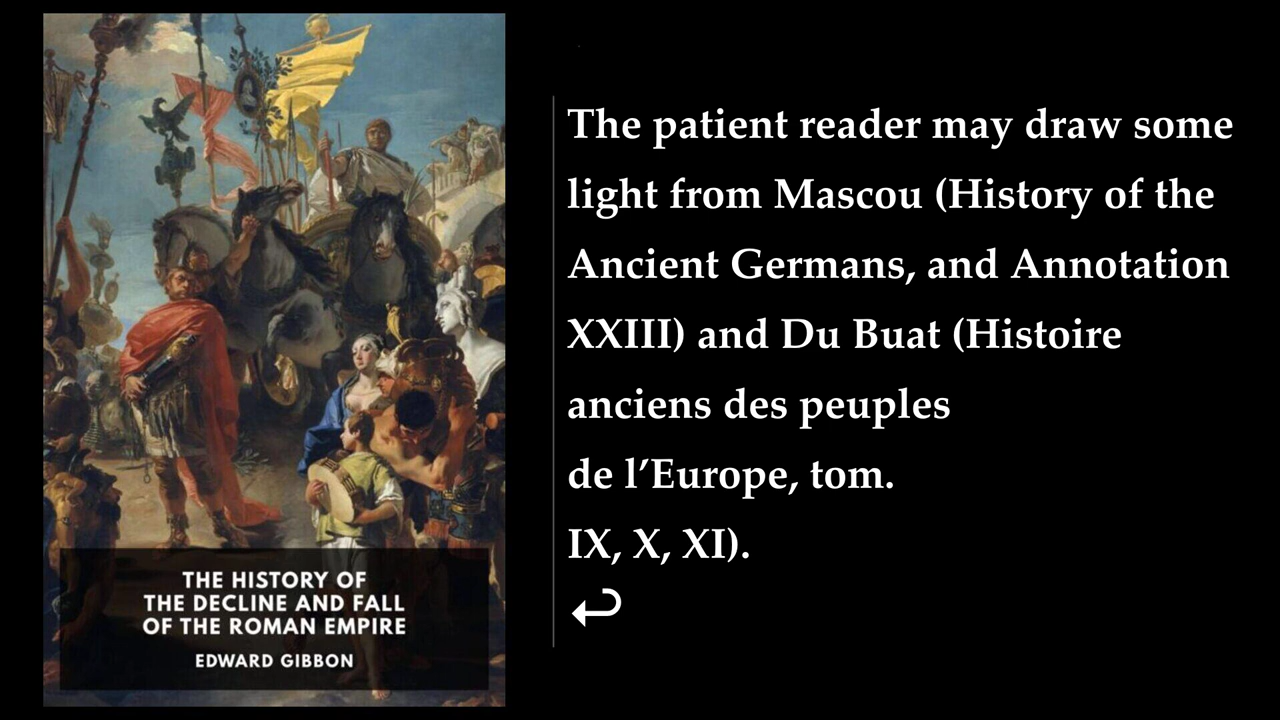 THE HISTORY OF
THE DECLINE AND FALL
OF THE ROMAN EMPIRE
EDWARD GIBBON
The patient reader may draw some
light from Mascou (History of the
Ancient Germans, and Annotation
XXIII) and Du Buat (Histoire
anciens des peuples
de l’Europe, tom.
IX, X, XI).
↩